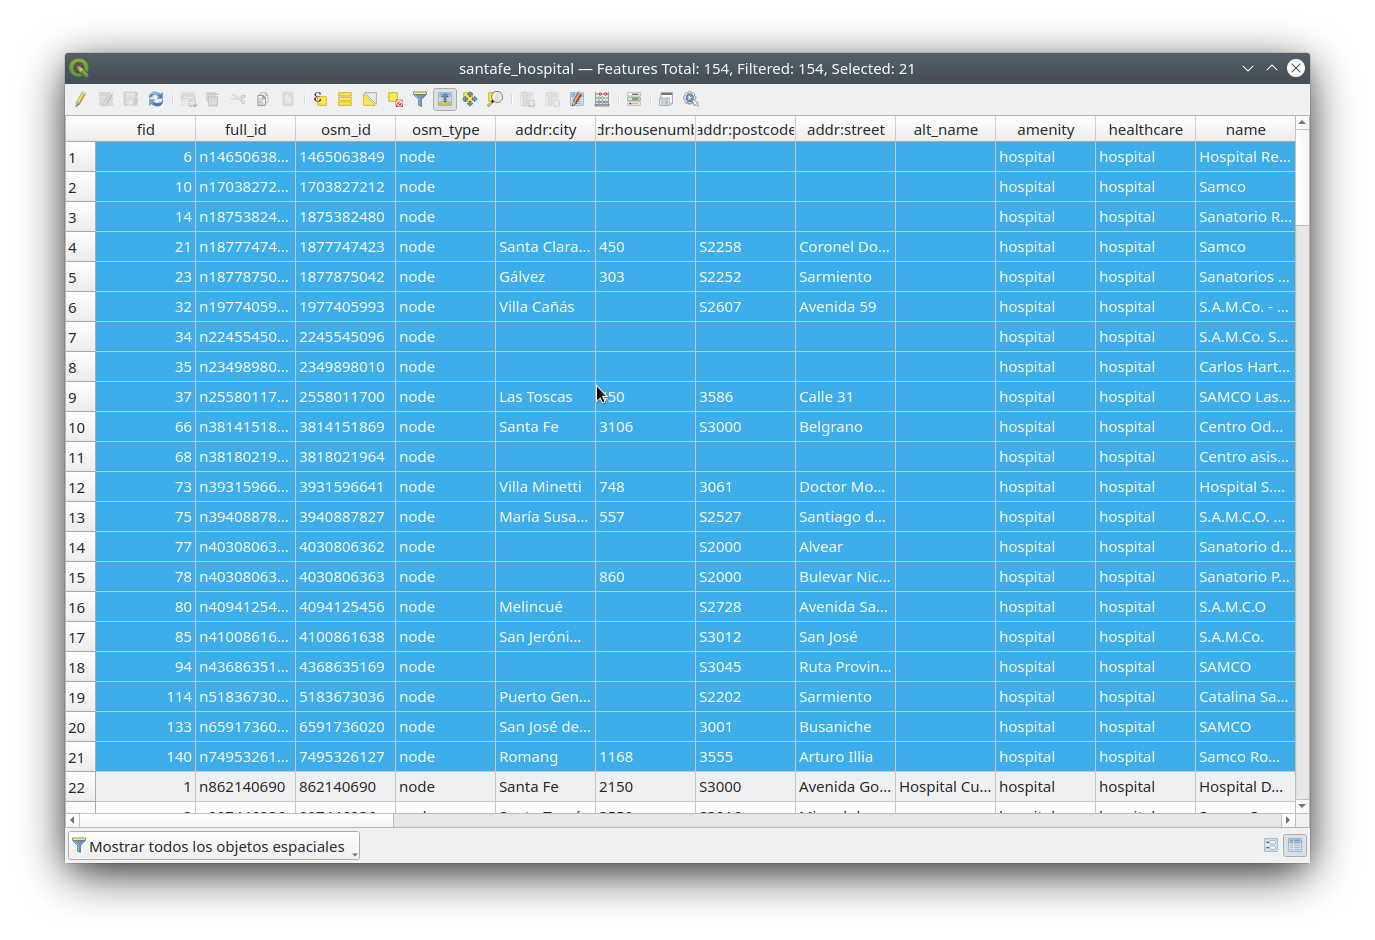 santafe_hospital — Features Total: 154, Filtered: 154, Selected: 21
fid full_id osm_id osm_type addr:city dr:housenumb addr:postcode addr:street alt_name amenity healthcare name
1 6 n14650638... 1465063849 node hospital hospital Hospital Re...
2 10 n17038272... 1703827212 node hospital hospital Samco
3 14 n18753824... 1875382480 node hospital hospital Sanatorio R...
4 21 n18777474... 1877747423 node Santa Clara... 450 S2258 Coronel Do... hospital hospital Samco
5 23 n18778750... 1877875042 node Gálvez 303 S2252 Sarmiento hospital hospital Sanatorios ...
6 32 n19774059... 1977405993 node Villa Cañás S2607 Avenida 59 hospital hospital S.A.M.Co. - ...
7 34 n22455450... 2245545096 node hospital hospital S.A.M.Co. S...
8 35 n23498980... 2349898010 node hospital hospital Carlos Hart...
9 37 n25580117... 2558011700 node Las Toscas 3586 Calle 31 hospital hospital SAMCO Las...
10 66 n38141518... 3814151869 node Santa Fe 3106 S3000 Belgrano hospital hospital Centro Od...
11 68 n38180219... 3818021964 node hospital hospital Centro asis...
12 73 n39315966... 3931596641 node Villa Minetti 748 3061 Doctor Mo... hospital hospital Hospital S....
13 75 n39408878... 3940887827 node María Susa... 557 S2527 Santiago d... hospital hospital S.A.M.C.O. ...
14 77 n40308063... 4030806362 node S2000 Alvear hospital hospital Sanatorio d...
15 78 n40308063... 4030806363 node 860 S2000 Bulevar Nic... hospital hospital Sanatorio P...
16 80 n40941254... 4094125456 node Melincué S2728 Avenida Sa... hospital hospital S.A.M.C.O
17 85 n41008616... 4100861638 node San Jeróni... S3012 San José hospital hospital S.A.M.Co.
18 94 n43686351... 4368635169 node S3045 Ruta Provin... hospital hospital SAMCO
19 114 n51836730... 5183673036 node Puerto Gen... S2202 Sarmiento hospital hospital Catalina Sa...
20 133 n65917360... 6591736020 node San José de... 3001 Busaniche hospital hospital SAMCO
21 140 n74953261... 7495326127 node Romang 1168 3555 Arturo Illia hospital hospital Samco Ro...
22 1 n862140690 862140690 node Santa Fe 2150 S3000 Avenida Go... Hospital Cu... hospital hospital Hospital D...
Mostrar todos los objetos espaciales